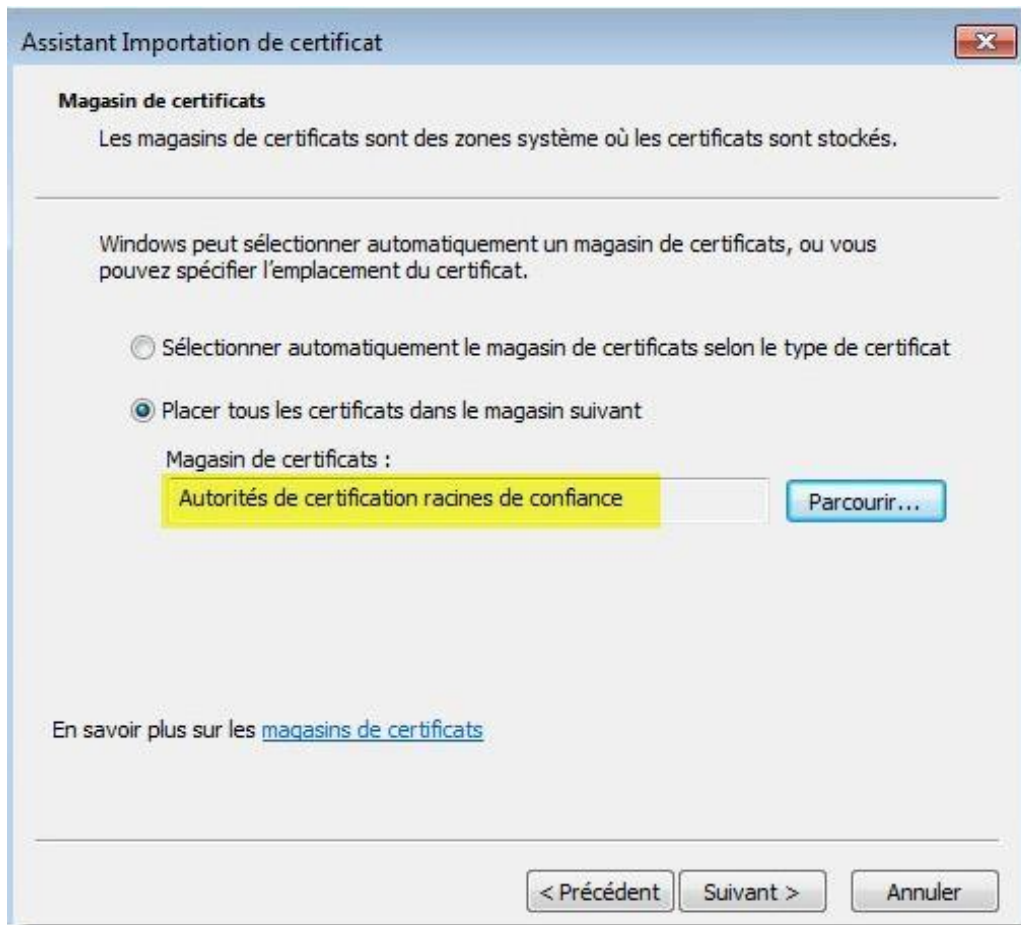 Assistant Importation de certificat
Magasin de certificats
Les magasins de certificats sont des zones système où les certificats sont stockés.
Windows peut sélectionner automatiquement un magasin de certificats, ou vous
pouvez spécifier l’emplacement du certificat.
Sélectionner automatiquement le magasin de certificats selon le type de certificat
Placer tous les certificats dans le magasin suivant
Magasin de certificats :
Autorités de certification racines de confiance
Parcourir...
En savoir plus sur les magasins de certificats
< Précédent
Suivant >
Annuler